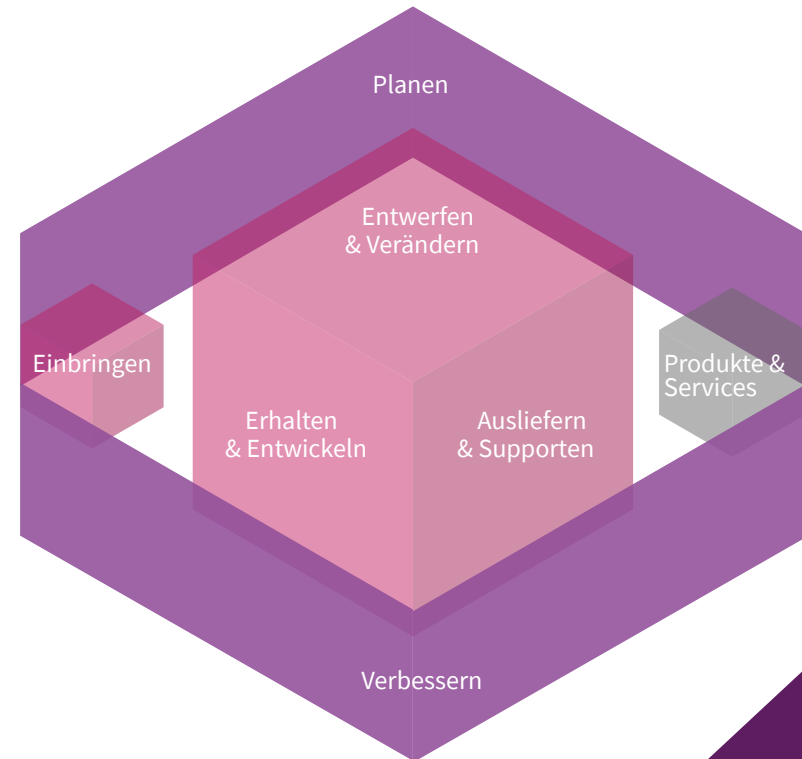 Planen
Entwerfen
& Verändern
Einbringen
Produkte &
Services
Erhalten
& Entwickeln
Ausliefern
& Supporten
Verbessern